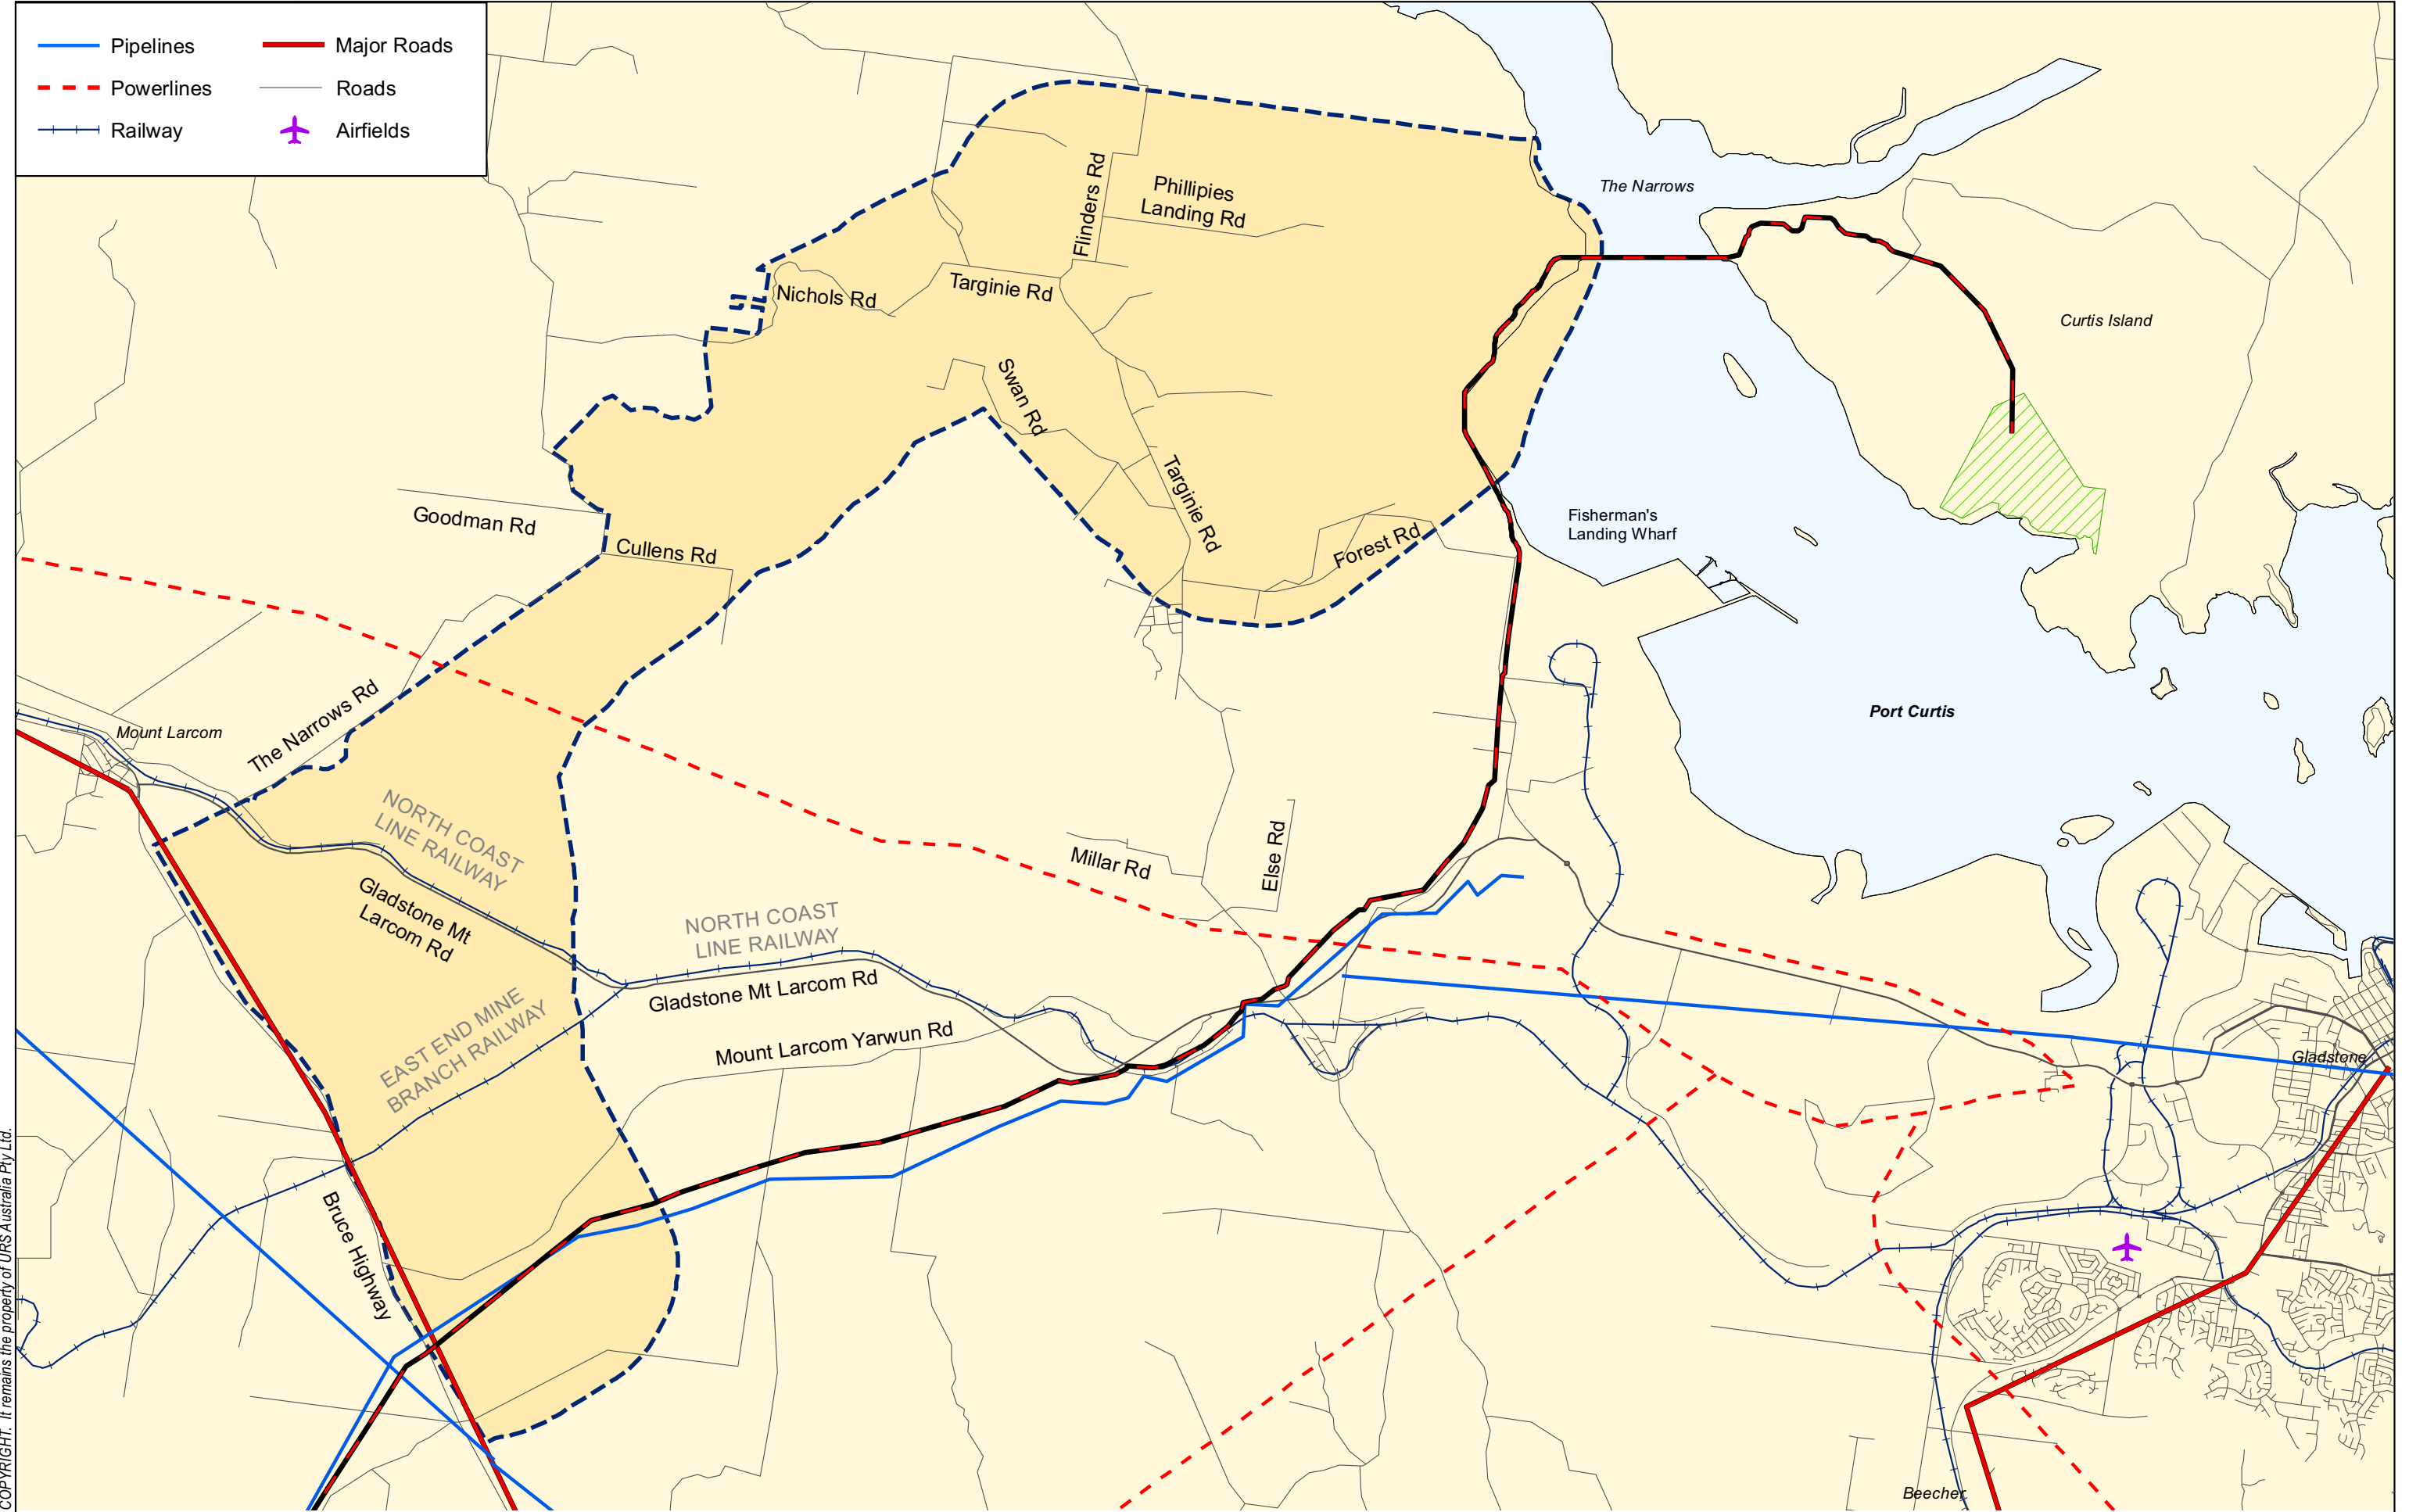 Pipelines
Major Roads
Powerlines
Roads
Railway
Airfields
The Narrows
Phillipies
Landing Rd
Flinders Rd
Targinie Rd
Nichols Rd
Curtis Island
Swan Rd
Targinie Rd
Goodman Rd
Cullens Rd
Forest Rd
Fisherman's
Landing Wharf
The Narrows Rd
Mount Larcom
Port Curtis
NORTH COAST
LINE RAILWAY
Gladstone Mt
Larcom Rd
Millar Rd
Else Rd
NORTH COAST
LINE RAILWAY
Gladstone Mt Larcom Rd
EAST END MINE
BRANCH RAILWAY
Mount Larcom Yarwun Rd
Gladstone
Bruce Highway
Beecher
COPYRIGHT. It remains the property of URS Australia Pty Ltd.